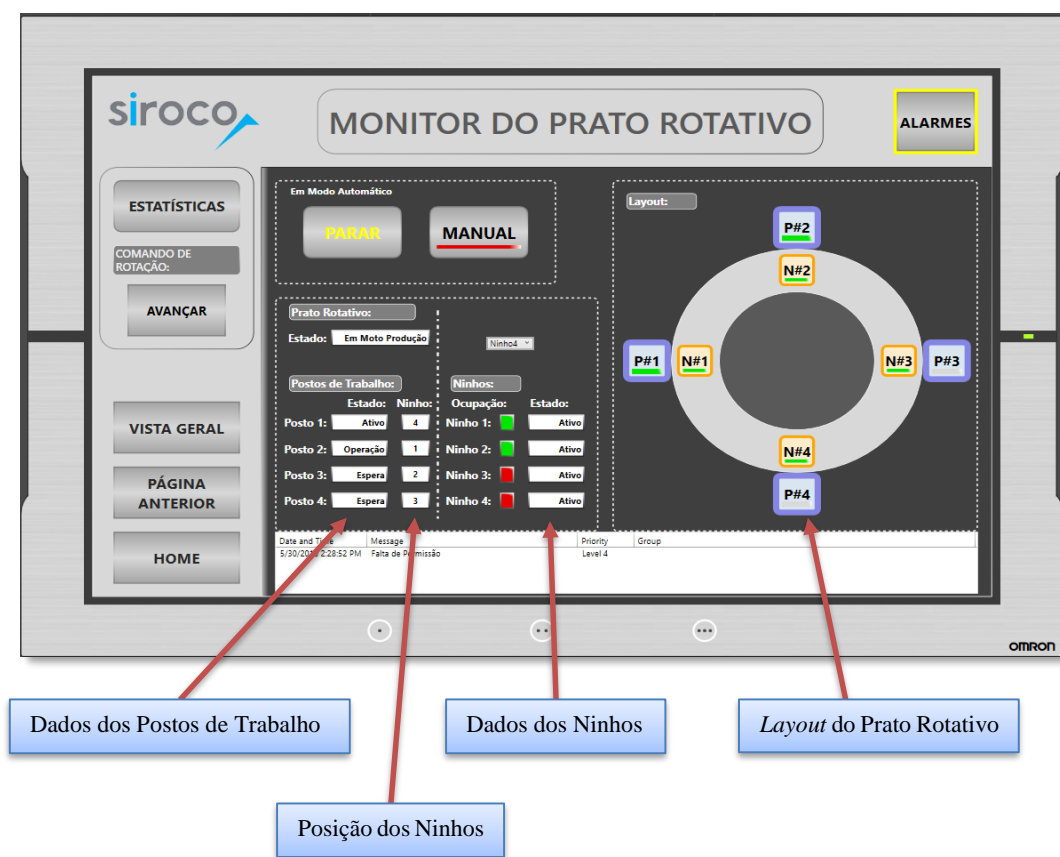 siroco
MONITOR DO PRATO ROTATIVO
ALARMES
ESTATÍSTICAS
COMANDO DE
ROTAÇÃO:
AVANÇAR
VISTA GERAL
PÁGINA
ANTERIOR
HOME
Em Modo Automático
PARAR
MANUAL
Prato Rotativo:
Estado: Em Moto Produção
Ninho4
Postos de Trabalho: Ninhos:
Estado: Ninho: Ocupação: Estado:
Posto 1: Ativo 4 Ninho 1: Ativo
Posto 2: Operação 1 Ninho 2: Ativo
Posto 3: Espera 2 Ninho 3: Ativo
Posto 4: Espera 3 Ninho 4: Ativo
Layout:
P#2
N#2
P#1 N#1 N#3 P#3
N#4
P#4
Date and Time Message Priority Group
2:28:52 PM Falta de Permissão Level 4
OMRON
Dados dos Postos de Trabalho
Dados dos Ninhos
Layout do Prato Rotativo
Posição dos Ninhos